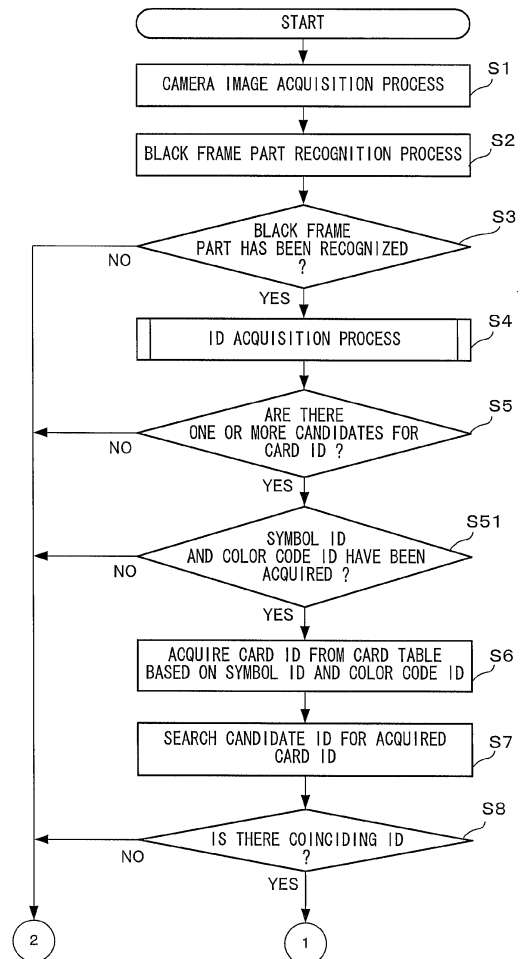 START
CAMERA IMAGE ACQUISITION PROCESS
S1
BLACK FRAME PART RECOGNITION PROCESS
S2
BLACK FRAME
PART HAS BEEN RECOGNIZED
?
S3
NO
YES
ID ACQUISITION PROCESS
S4
ARE THERE
ONE OR MORE CANDIDATES FOR
CARD ID ?
S5
NO
YES
SYMBOL ID
AND COLOR CODE ID HAVE BEEN
ACQUIRED ?
S51
NO
YES
ACQUIRE CARD ID FROM CARD TABLE
BASED ON SYMBOL ID AND COLOR CODE ID
S6
SEARCH CANDIDATE ID FOR ACQUIRED
CARD ID
S7
IS THERE COINCIDING ID
?
S8
NO
YES
2
1